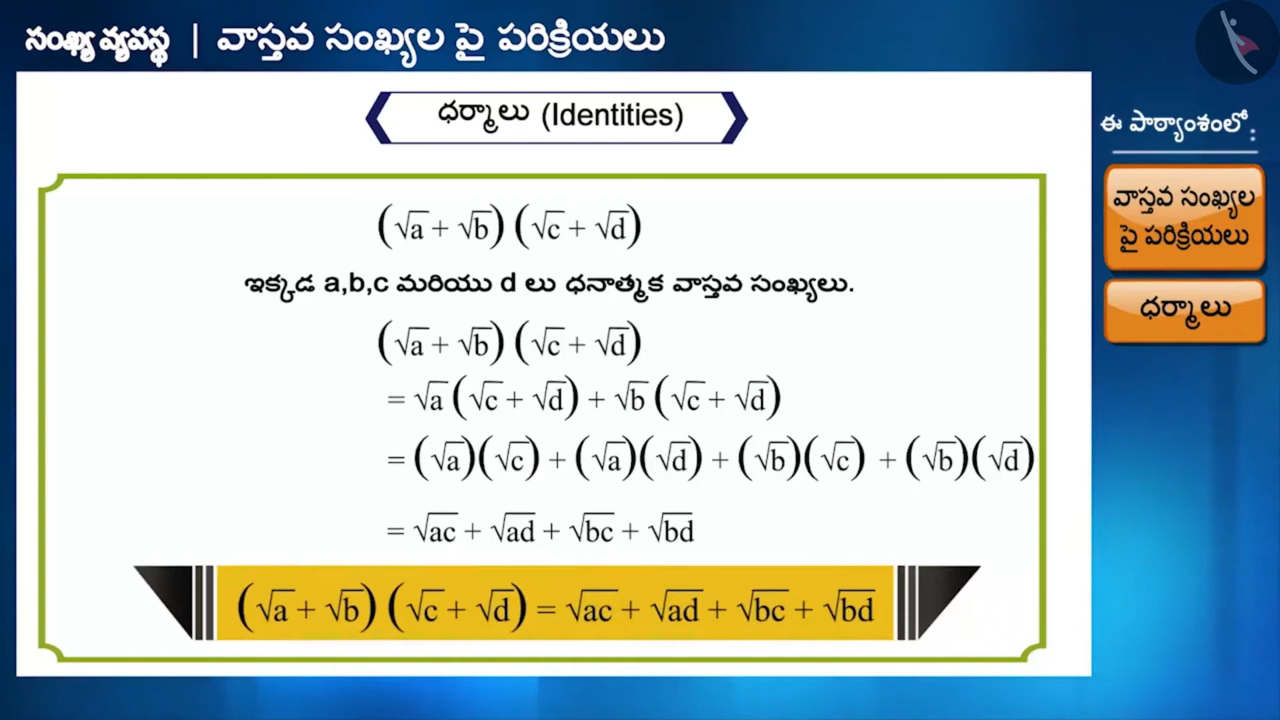 సంఖ్య వ్యవస్థ | వాస్తవ సంఖ్యల పై పరిక్రియలు
ధర్మాలు (Identities)
(√a + √b) (√c + √d)
ఇక్కడ a,b,c మరియు d లు ధనాత్మక వాస్తవ సంఖ్యలు.
(√a + √b) (√c + √d)
= √a (√c + √d) + √b (√c + √d)
= (√a)(√c) + (√a)(√d) + (√b)(√c) + (√b)(√d)
= √ac + √ad + √bc + √bd
(√a + √b) (√c + √d) = √ac + √ad + √bc + √bd
ఈ పాఠ్యాంశంలో :
వాస్తవ సంఖ్యల
పై పరిక్రియలు
ధర్మాలు